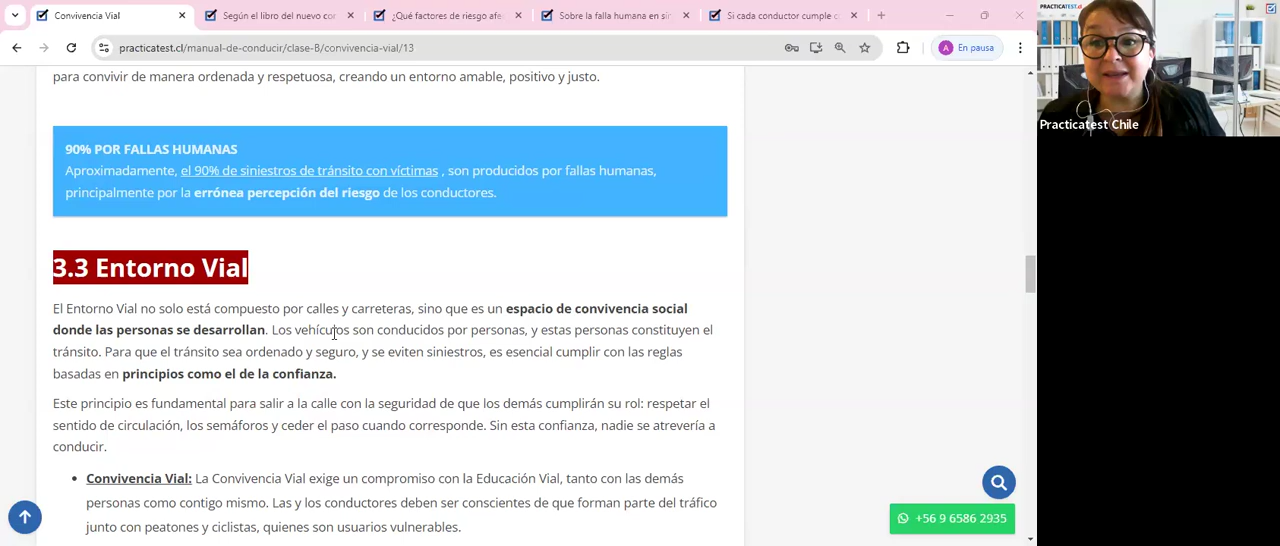 Convivencia Vial
Según el libro del nuevo con
¿Qué factores de riesgo afe
Sobre la falla humana en sin
Si cada conductor cumple c
practicatest.cl/manual-de-conducir/clase-B/convivencia-vial/13
A
En pausa
para convivir de manera ordenada y respetuosa, creando un entorno amable, positivo y justo.
90% POR FALLAS HUMANAS
Aproximadamente, el 90% de siniestros de tránsito con víctimas , son producidos por fallas humanas,
principalmente por la errónea percepción del riesgo de los conductores.
3.3 Entorno Vial
El Entorno Vial no solo está compuesto por calles y carreteras, sino que es un espacio de convivencia social
donde las personas se desarrollan. Los vehículos son conducidos por personas, y estas personas constituyen el
tránsito. Para que el tránsito sea ordenado y seguro, y se eviten siniestros, es esencial cumplir con las reglas
basadas en principios como el de la confianza.
Este principio es fundamental para salir a la calle con la seguridad de que los demás cumplirán su rol: respetar el
sentido de circulación, los semáforos y ceder el paso cuando corresponde. Sin esta confianza, nadie se atrevería a
conducir.
• Convivencia Vial: La Convivencia Vial exige un compromiso con la Educación Vial, tanto con las demás
personas como contigo mismo. Las y los conductores deben ser conscientes de que forman parte del tráfico
junto con peatones y ciclistas, quienes son usuarios vulnerables.
+56 9 6586 2935
PRACTICATEST.cl
Practicatest Chile